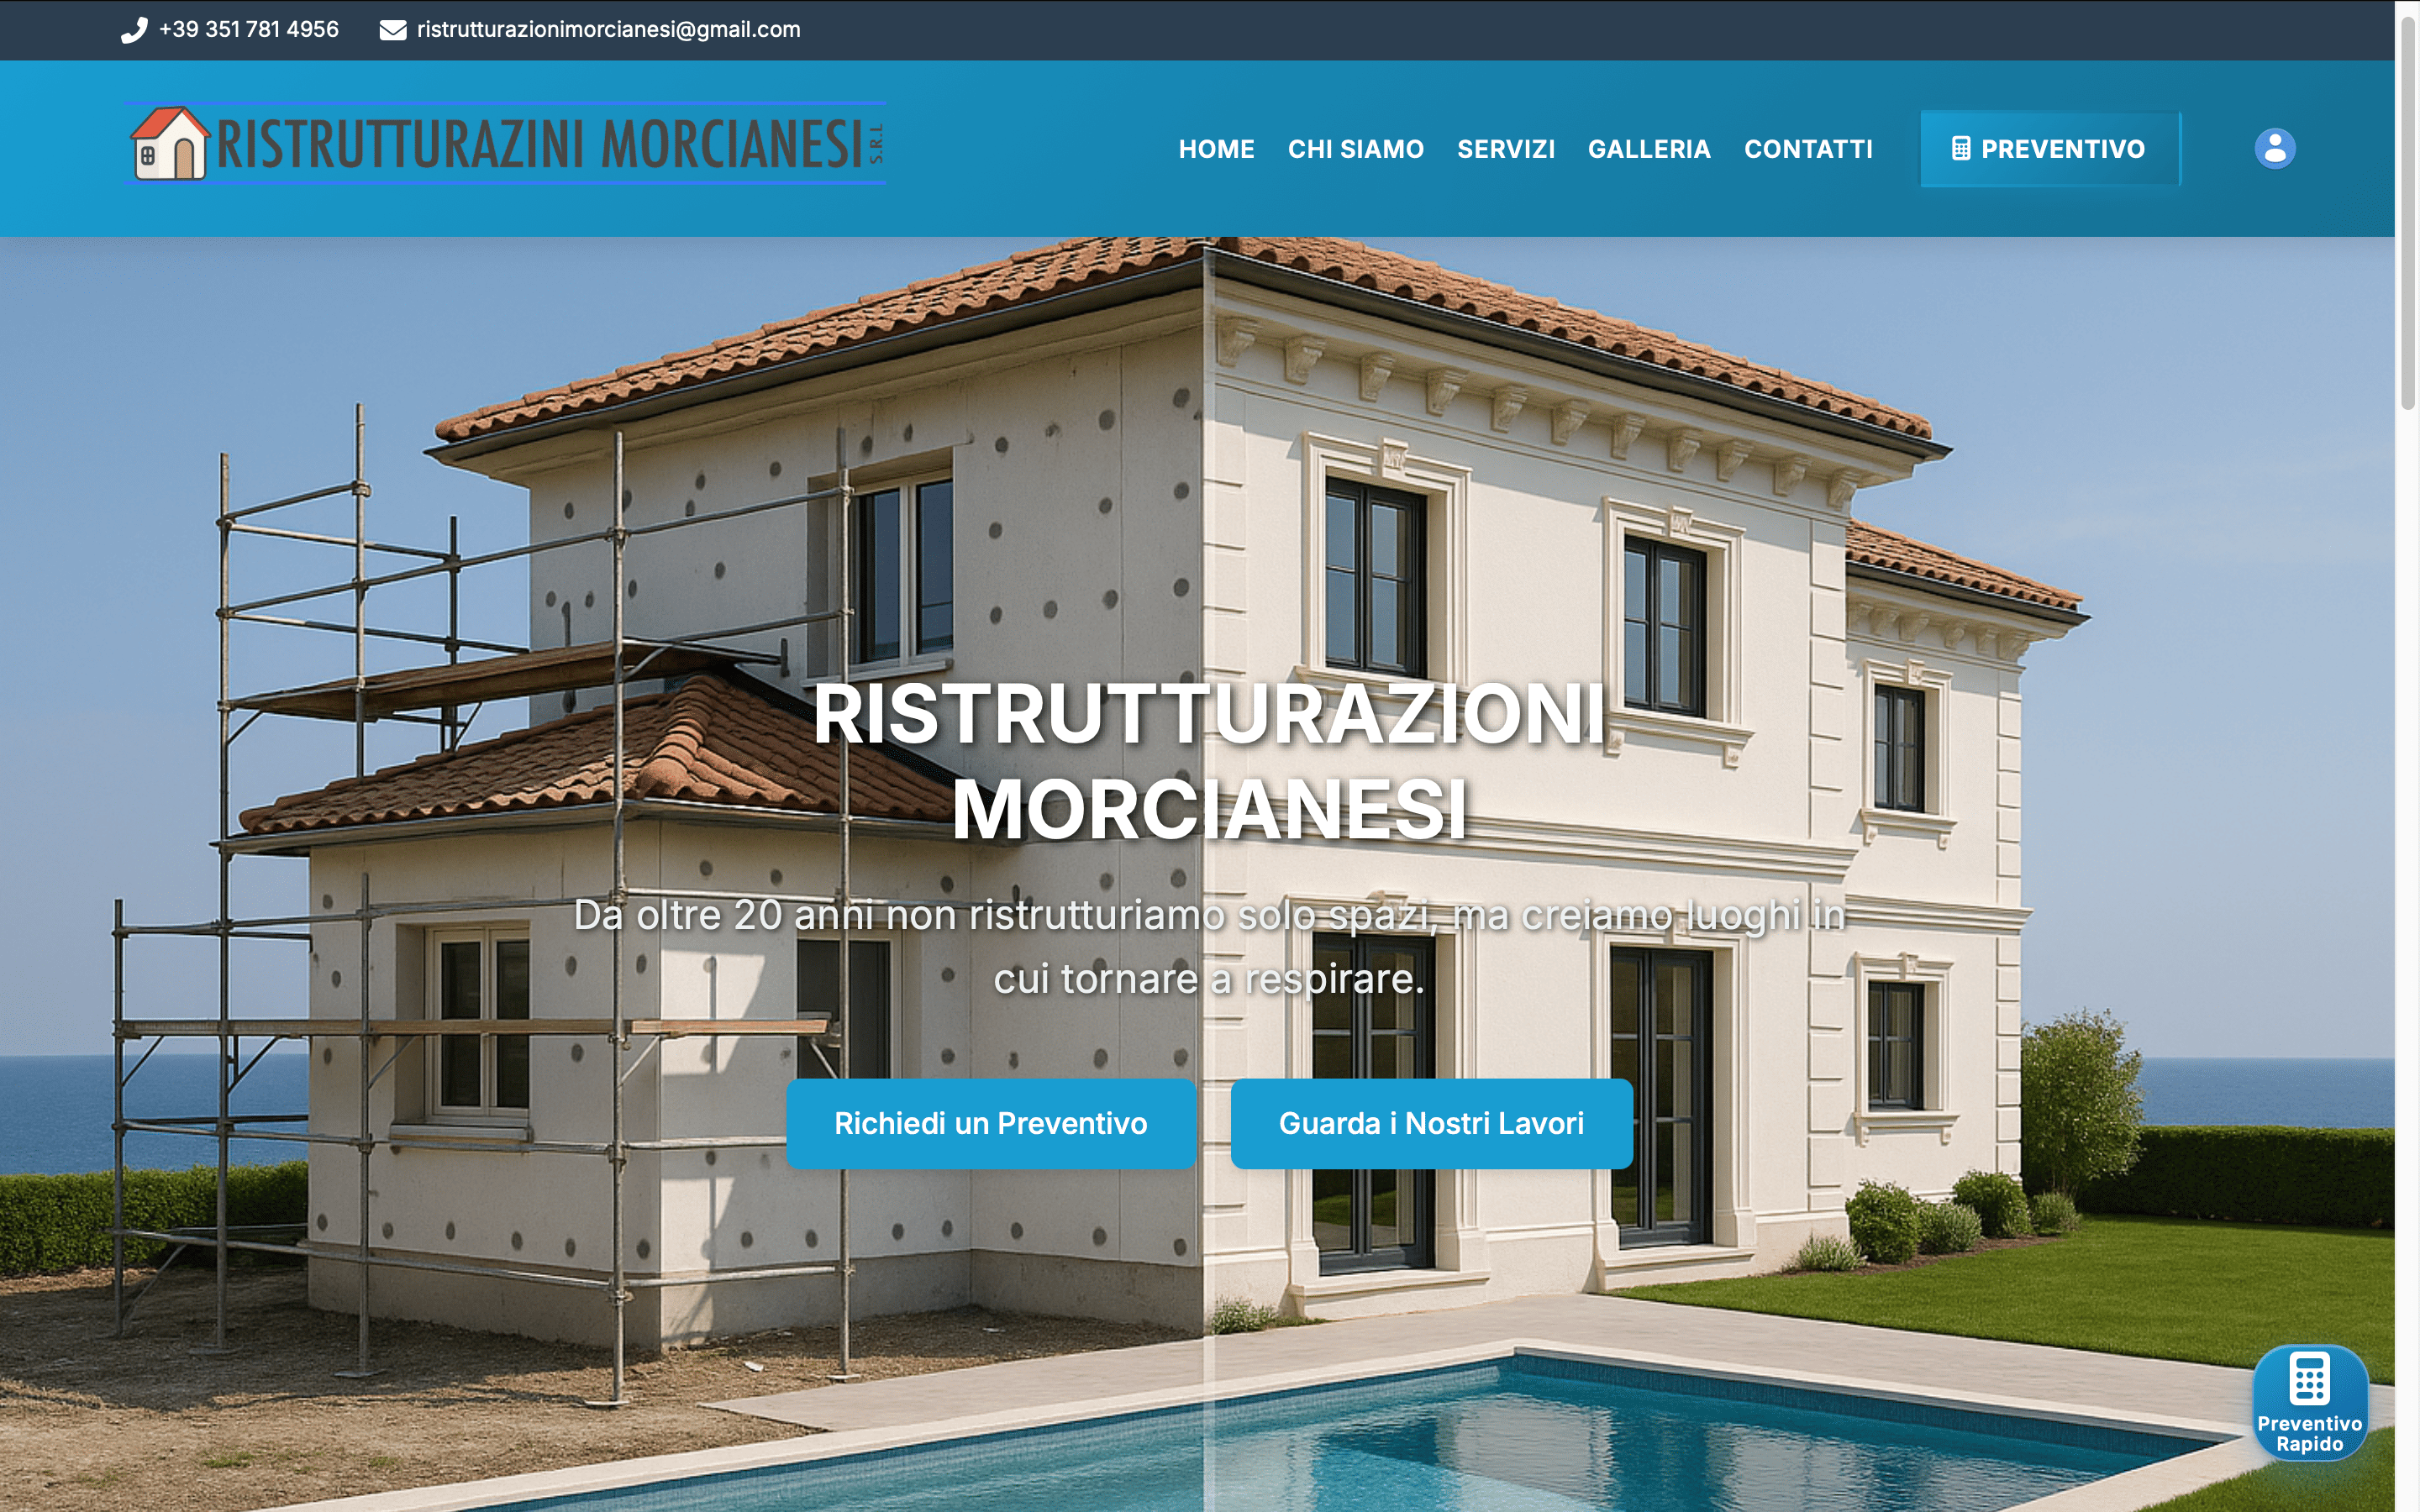 +39 351 781 4956 ristrutturazionimorcianesi@gmail.com
RISTRUTTURAZINI MORCIANESI S.R.L
HOME CHI SIAMO SERVIZI GALLERIA CONTATTI PREVENTIVO
RISTRUTTURAZIONI
MORCIANESI
Da oltre 20 anni non ristrutturiamo solo spazi, ma creiamo luoghi in
cui tornare a respirare.
Richiedi un Preventivo Guarda i Nostri Lavori
Preventivo
Rapido